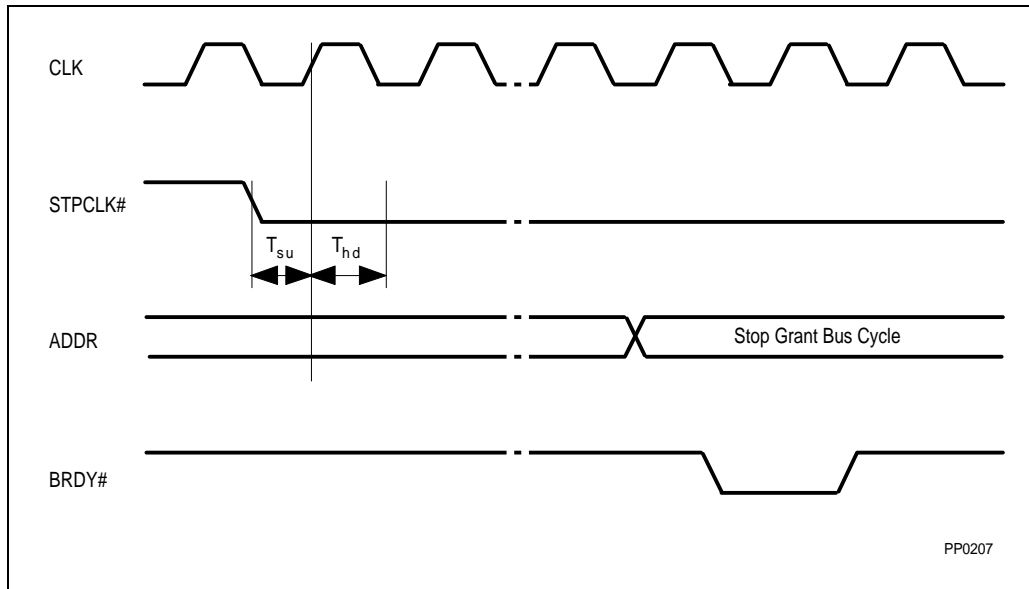 CLK
STPCLK#
Tsu
Thd
ADDR
Stop Grant Bus Cycle
BRDY#
PP0207